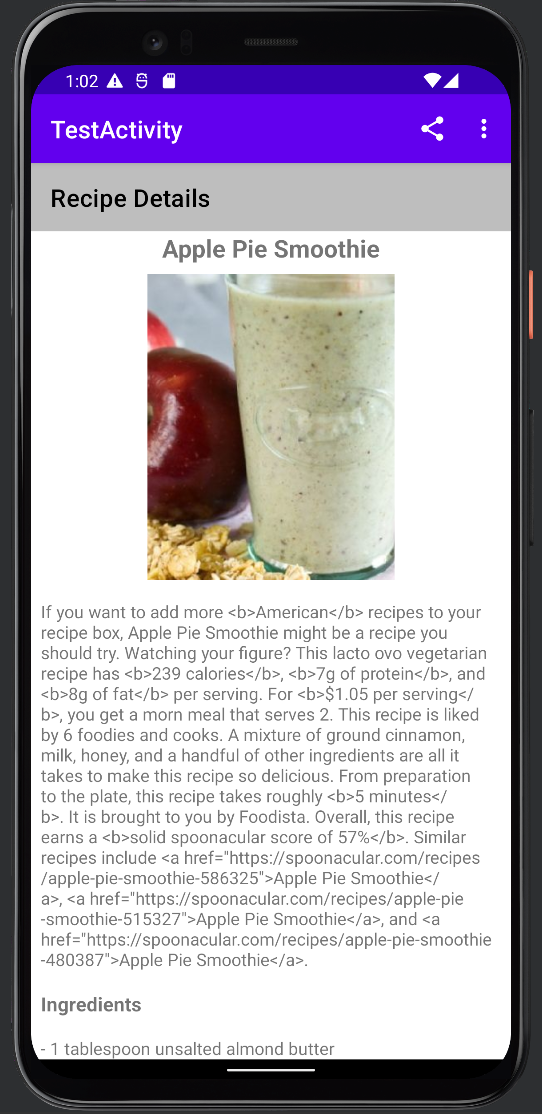 1:02
TestActivity
Recipe Details
Apple Pie Smoothie
If you want to add more <b>American</b> recipes to your
recipe box, Apple Pie Smoothie might be a recipe you
should try. Watching your figure? This lacto ovo vegetarian
recipe has <b>239 calories</b>, <b>7g of protein</b>, and
<b>8g of fat</b> per serving. For <b>$1.05 per serving</
b>, you get a morn meal that serves 2. This recipe is liked
by 6 foodies and cooks. A mixture of ground cinnamon,
milk, honey, and a handful of other ingredients are all it
takes to make this recipe so delicious. From preparation
to the plate, this recipe takes roughly <b>5 minutes</
b>. It is brought to you by Foodista. Overall, this recipe
earns a <b>solid spoonacular score of 57%</b>. Similar
recipes include <a href="https://spoonacular.com/recipes
/apple-pie-smoothie-586325">Apple Pie Smoothie</
a>, <a href="https://spoonacular.com/recipes/apple-pie
-smoothie-515327">Apple Pie Smoothie</a>, and <a
href="https://spoonacular.com/recipes/apple-pie-smoothie
-480387">Apple Pie Smoothie</a>.
Ingredients
- 1 tablespoon unsalted almond butter